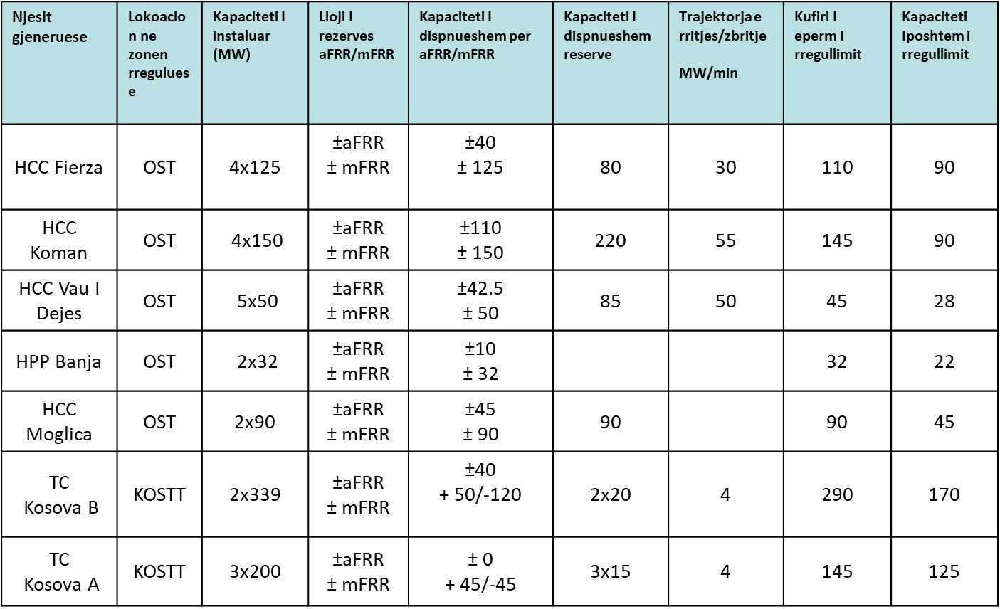 Njesit
gjeneruese
Lokoacio
n ne
zonen
rregulues
e
Kapaciteti I
instaluar
(MW)
Lloji I
rezerves
aFRR/mFRR
Kapaciteti I
dispnueshem per
aFRR/mFRR
Kapaciteti I
dispnueshem
reserve
Trajektorja e
rritjes/zbritje
MW/min
Kufiri I
eperm I
rregullimit
Kapaciteti
Iposhtem i
rregullimit
HCC Fierza
OST
4x125
±aFRR
± mFRR
±40
± 125
80
30
110
90
HCC
Koman
OST
4x150
±aFRR
± mFRR
±110
± 150
220
55
145
90
HCC Vau I
Dejes
OST
5x50
±aFRR
± mFRR
±42.5
± 50
85
50
45
28
HPP Banja
OST
2x32
±aFRR
± mFRR
±10
± 32
32
22
HCC
Moglica
OST
2x90
±aFRR
± mFRR
±45
± 90
90
90
45
TC
Kosova B
KOSTT
2x339
±aFRR
± mFRR
±40
+ 50/-120
2x20
4
290
170
TC
Kosova A
KOSTT
3x200
±aFRR
± mFRR
± 0
+ 45/-45
3x15
4
145
125